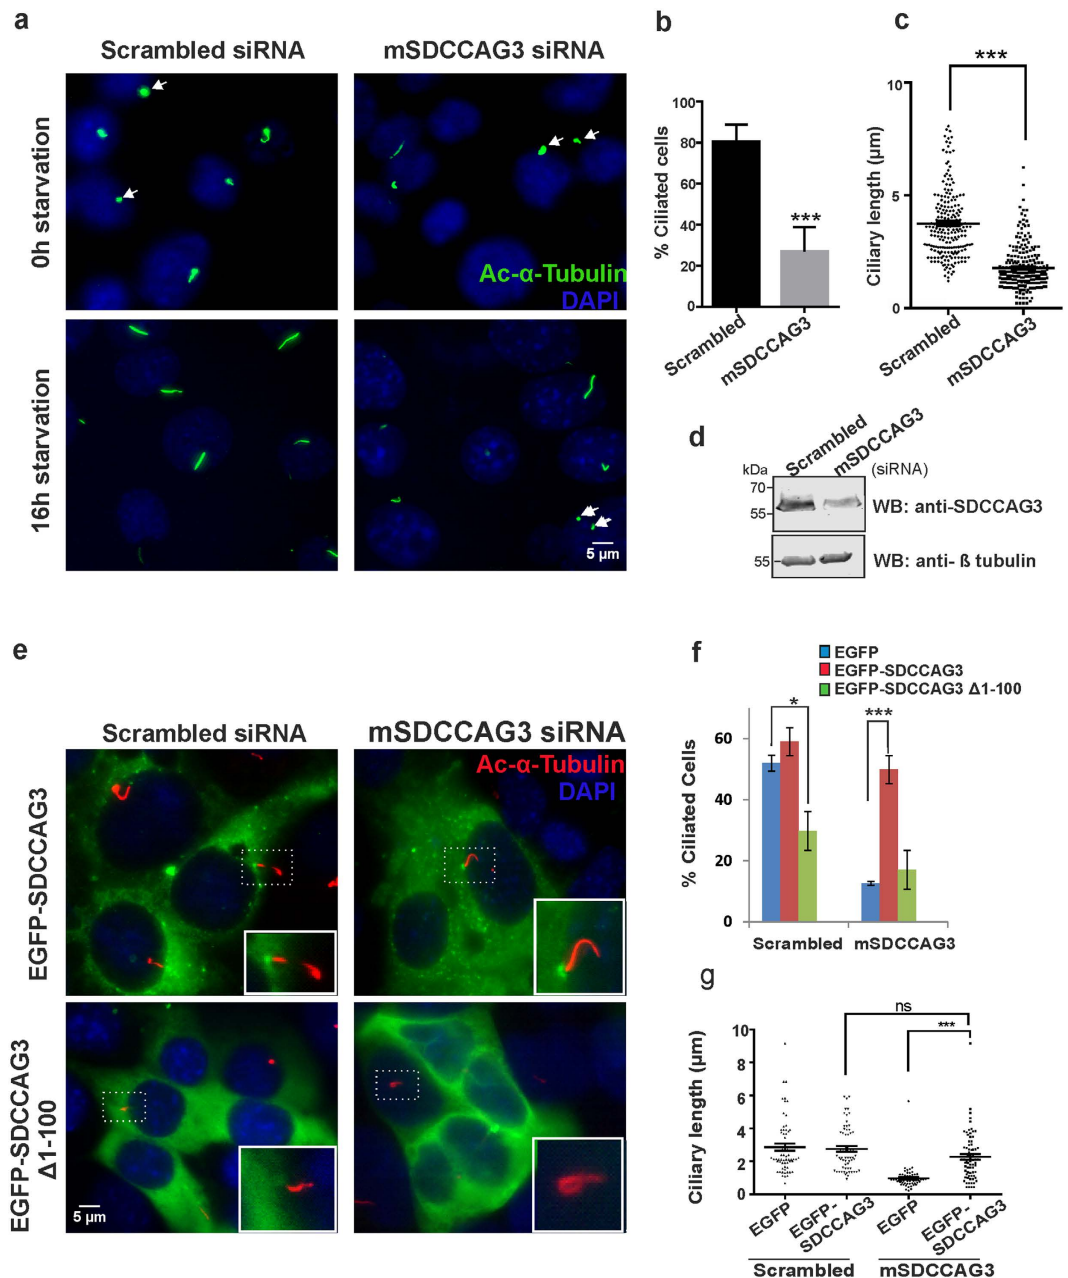 a
Scrambled siRNA
mSDCCAG3 siRNA
0h starvation
Ac-α-Tubulin
DAPI
16h starvation
5 µm
b
% Ciliated cells
100
80
60
40
20
0
***
Scrambled
mSDCCAG3
c
***
Ciliary length (µm)
10
5
0
Scrambled
mSDCCAG3
d
Scrambled
mSDCCAG3
(siRNA)
kDa
70
55
WB: anti-SDCCAG3
55
WB: anti- ß tubulin
e
Scrambled siRNA
mSDCCAG3 siRNA
EGFP-SDCCAG3
Ac-α-Tubulin
DAPI
EGFP-SDCCAG3
Δ1-100
5 µm
f
EGFP
EGFP-SDCCAG3
EGFP-SDCCAG3 Δ1-100
% Ciliated Cells
60
40
20
0
*
***
Scrambled
mSDCCAG3
g
ns
***
Ciliary length (µm)
10
8
6
4
2
0
EGFP
EGFP-
SDCCAG3
EGFP
EGFP-
SDCCAG3
Scrambled
mSDCCAG3